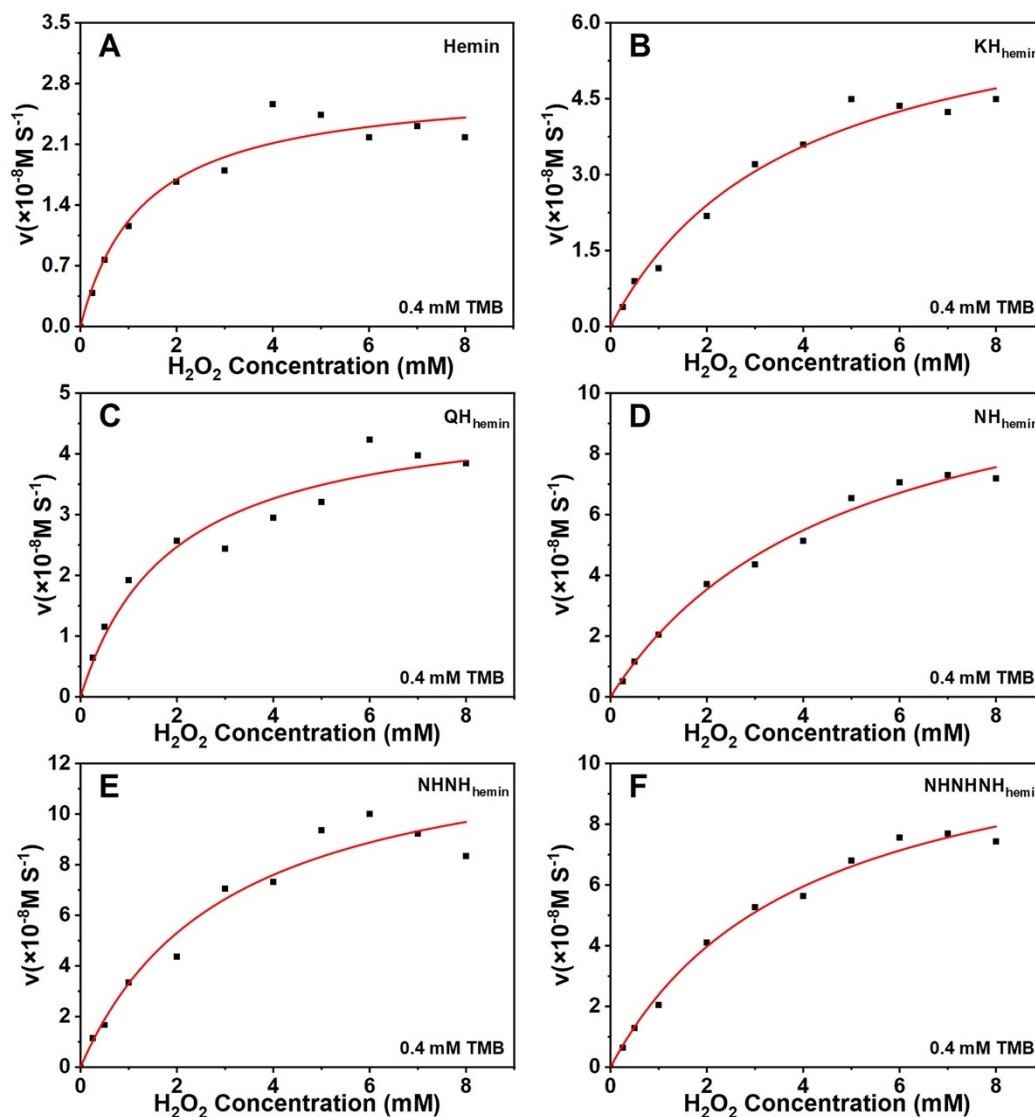 A
Hemin
3.5
2.8
2.1
1.4
0.7
0.0
v(×10⁻⁸M S⁻¹)
0.4 mM TMB
0 2 4 6 8
H₂O₂ Concentration (mM)
B
KHₕₑₘᵢₙ
6.0
4.5
3.0
1.5
0.0
v(×10⁻⁸M S⁻¹)
0.4 mM TMB
0 2 4 6 8
H₂O₂ Concentration (mM)
C
QHₕₑₘᵢₙ
5
4
3
2
1
0
v(×10⁻⁸M S⁻¹)
0.4 mM TMB
0 2 4 6 8
H₂O₂ Concentration (mM)
D
NHₕₑₘᵢₙ
10
8
6
4
2
0
v(×10⁻⁸M S⁻¹)
0.4 mM TMB
0 2 4 6 8
H₂O₂ Concentration (mM)
E
NHNHₕₑₘᵢₙ
12
10
8
6
4
2
0
v(×10⁻⁸M S⁻¹)
0.4 mM TMB
0 2 4 6 8
H₂O₂ Concentration (mM)
F
NHNHNHₕₑₘᵢₙ
10
8
6
4
2
0
v(×10⁻⁸M S⁻¹)
0.4 mM TMB
0 2 4 6 8
H₂O₂ Concentration (mM)